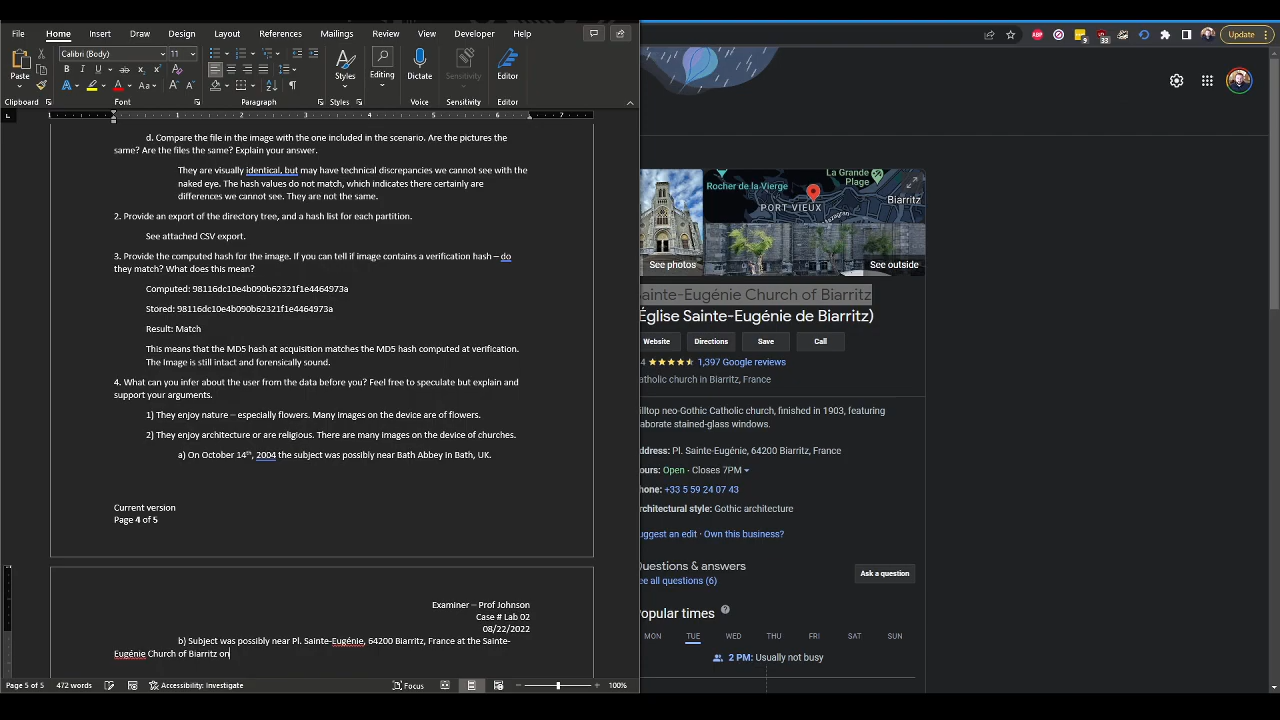 File Home Insert Draw Design Layout References Mailings Review View Developer Help
Update
Calibri (Body) 11
Paste Styles Editing Dictate Sensitivity Editor
Clipboard Font Paragraph Styles Voice Sensitivity Editor
1 1 2 3 4 5 6 7
d. Compare the file in the image with the one included in the scenario. Are the pictures the
same? Are the files the same? Explain your answer.
They are visually identical, but may have technical discrepancies we cannot see with the
naked eye. The hash values do not match, which indicates there certainly are
differences we cannot see. They are not the same.
2. Provide an export of the directory tree, and a hash list for each partition.
See attached CSV export.
3. Provide the computed hash for the image. If you can tell if image contains a verification hash – do
they match? What does this mean?
Computed: 98116dc10e4b090b62321f1e4464973a
Stored: 98116dc10e4b090b62321f1e4464973a
Result: Match
This means that the MD5 hash at acquisition matches the MD5 hash computed at verification.
The Image is still intact and forensically sound.
4. What can you infer about the user from the data before you? Feel free to speculate but explain and
support your arguments.
1) They enjoy nature – especially flowers. Many images on the device are of flowers.
2) They enjoy architecture or are religious. There are many images on the device of churches.
a) On October 14th, 2004 the subject was possibly near Bath Abbey in Bath, UK.
Current version
Page 4 of 5
Examiner – Prof Johnson
Case # Lab 02
08/22/2022
b) Subject was possibly near Pl. Sainte-Eugénie, 64200 Biarritz, France at the Sainte-
Eugénie Church of Biarritz on
Page 5 of 5 472 words Accessibility: Investigate Focus 100%
Rocher de la Vierge
La Grande
Plage
PORT VIEUX
Biarritz
See photos
See outside
ainte-Eugénie Church of Biarritz
(Église Sainte-Eugénie de Biarritz)
Website Directions Save Call
4 1,397 Google reviews
atholic church in Biarritz, France
illtop neo-Gothic Catholic church, finished in 1903, featuring
aborate stained-glass windows.
ddress: Pl. Sainte-Eugénie, 64200 Biarritz, France
ours: Open · Closes 7PM
hone: +33 5 59 24 07 43
rchitectural style: Gothic architecture
uggest an edit · Own this business?
Questions & answers
ee all questions (6)
Ask a question
opular times
MON TUE WED THU FRI SAT SUN
2 PM: Usually not busy